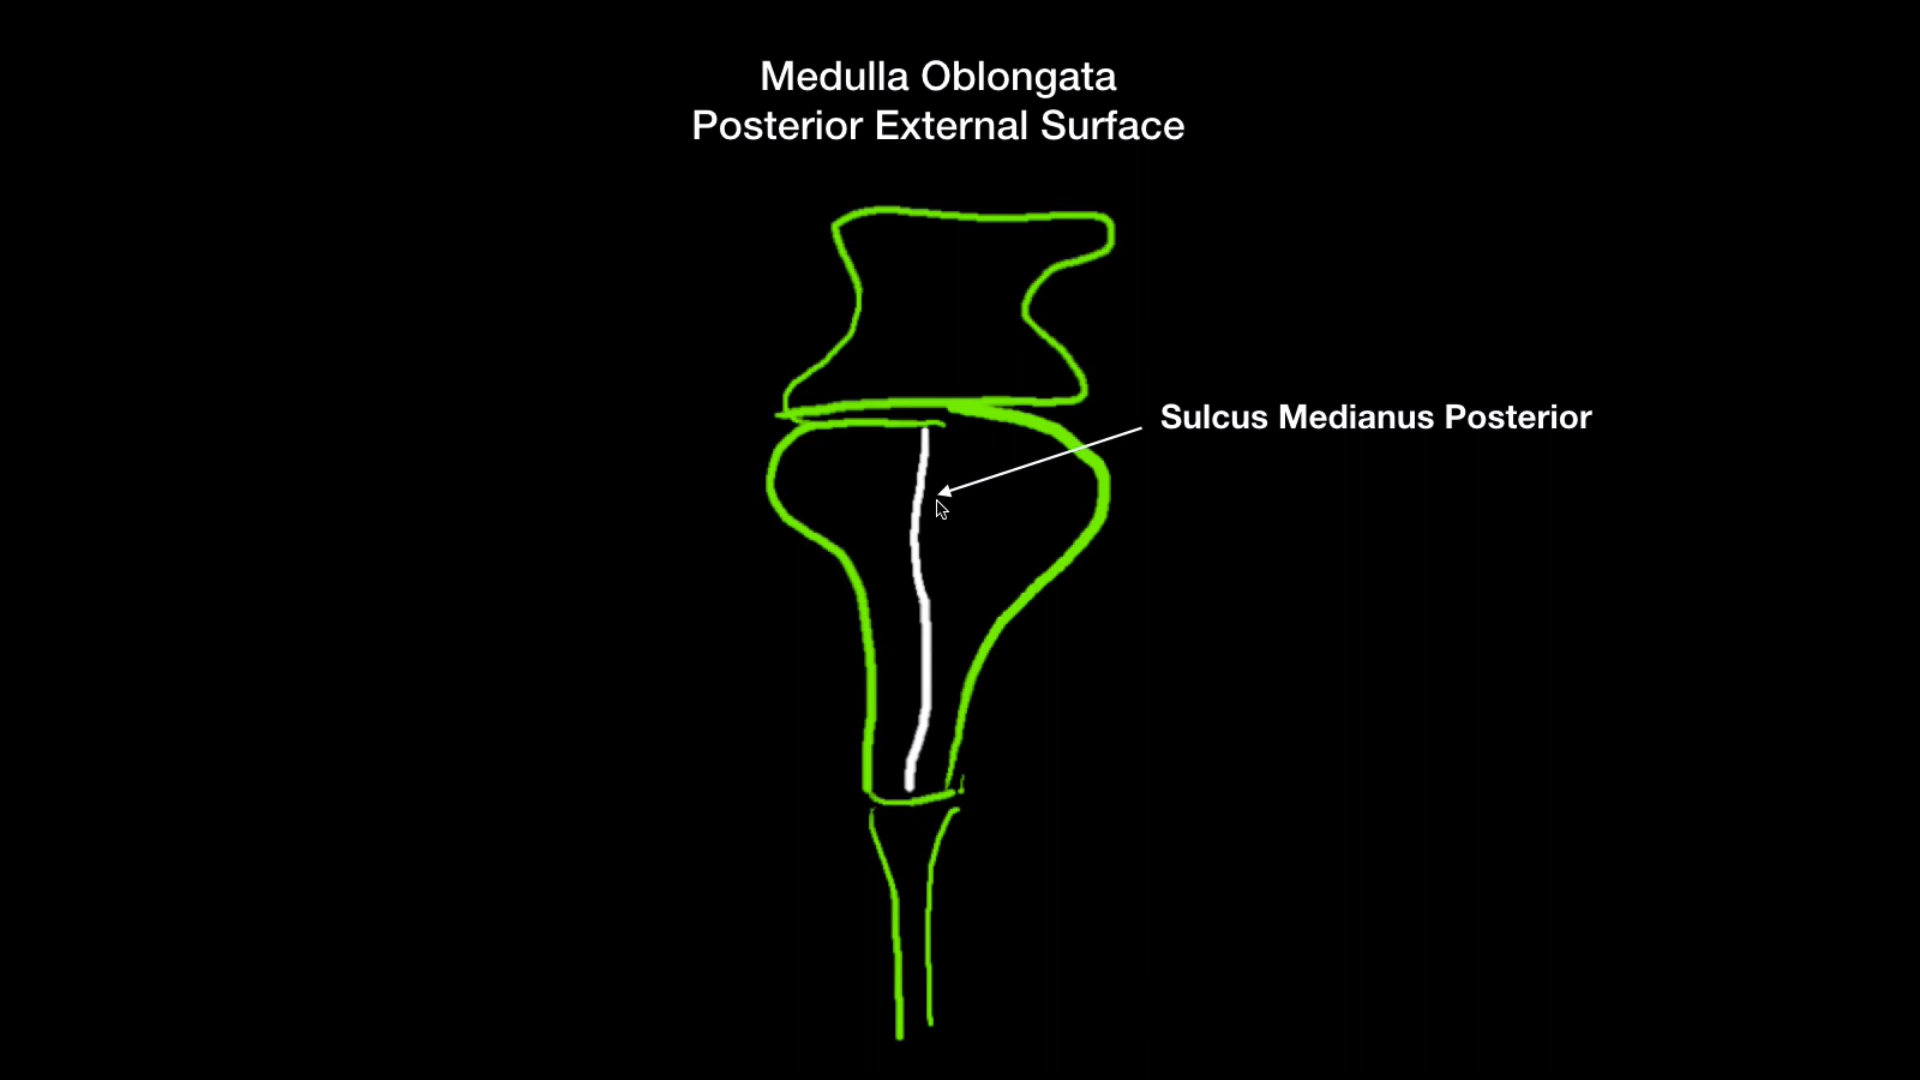 Medulla Oblongata
Posterior External Surface
Sulcus Medianus Posterior